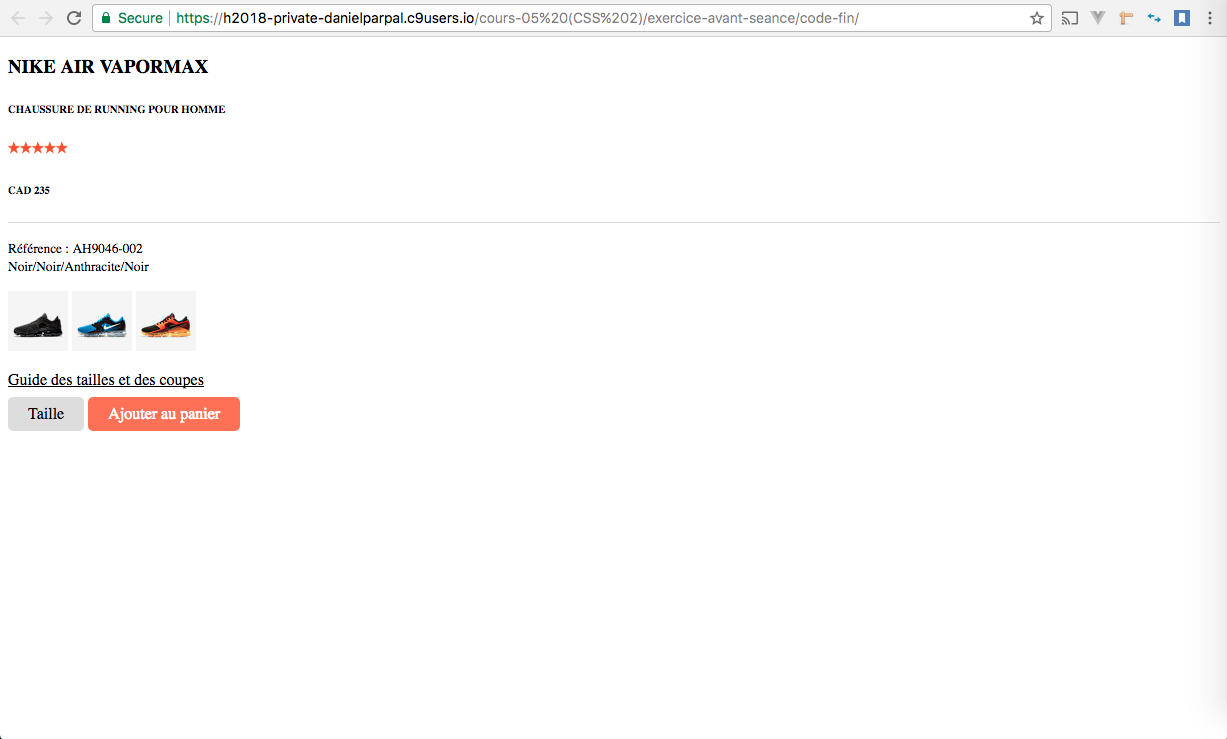 Secure https://h2018-private-danielparpal.c9users.io/cours-05%20(CSS%202)/exercice-avant-seance/code-fin/
NIKE AIR VAPORMAX
CHAUSSURE DE RUNNING POUR HOMME
★★★★★
CAD 235
Référence : AH9046-002
Noir/Noir/Anthracite/Noir
Guide des tailles et des coupes
Taille Ajouter au panier